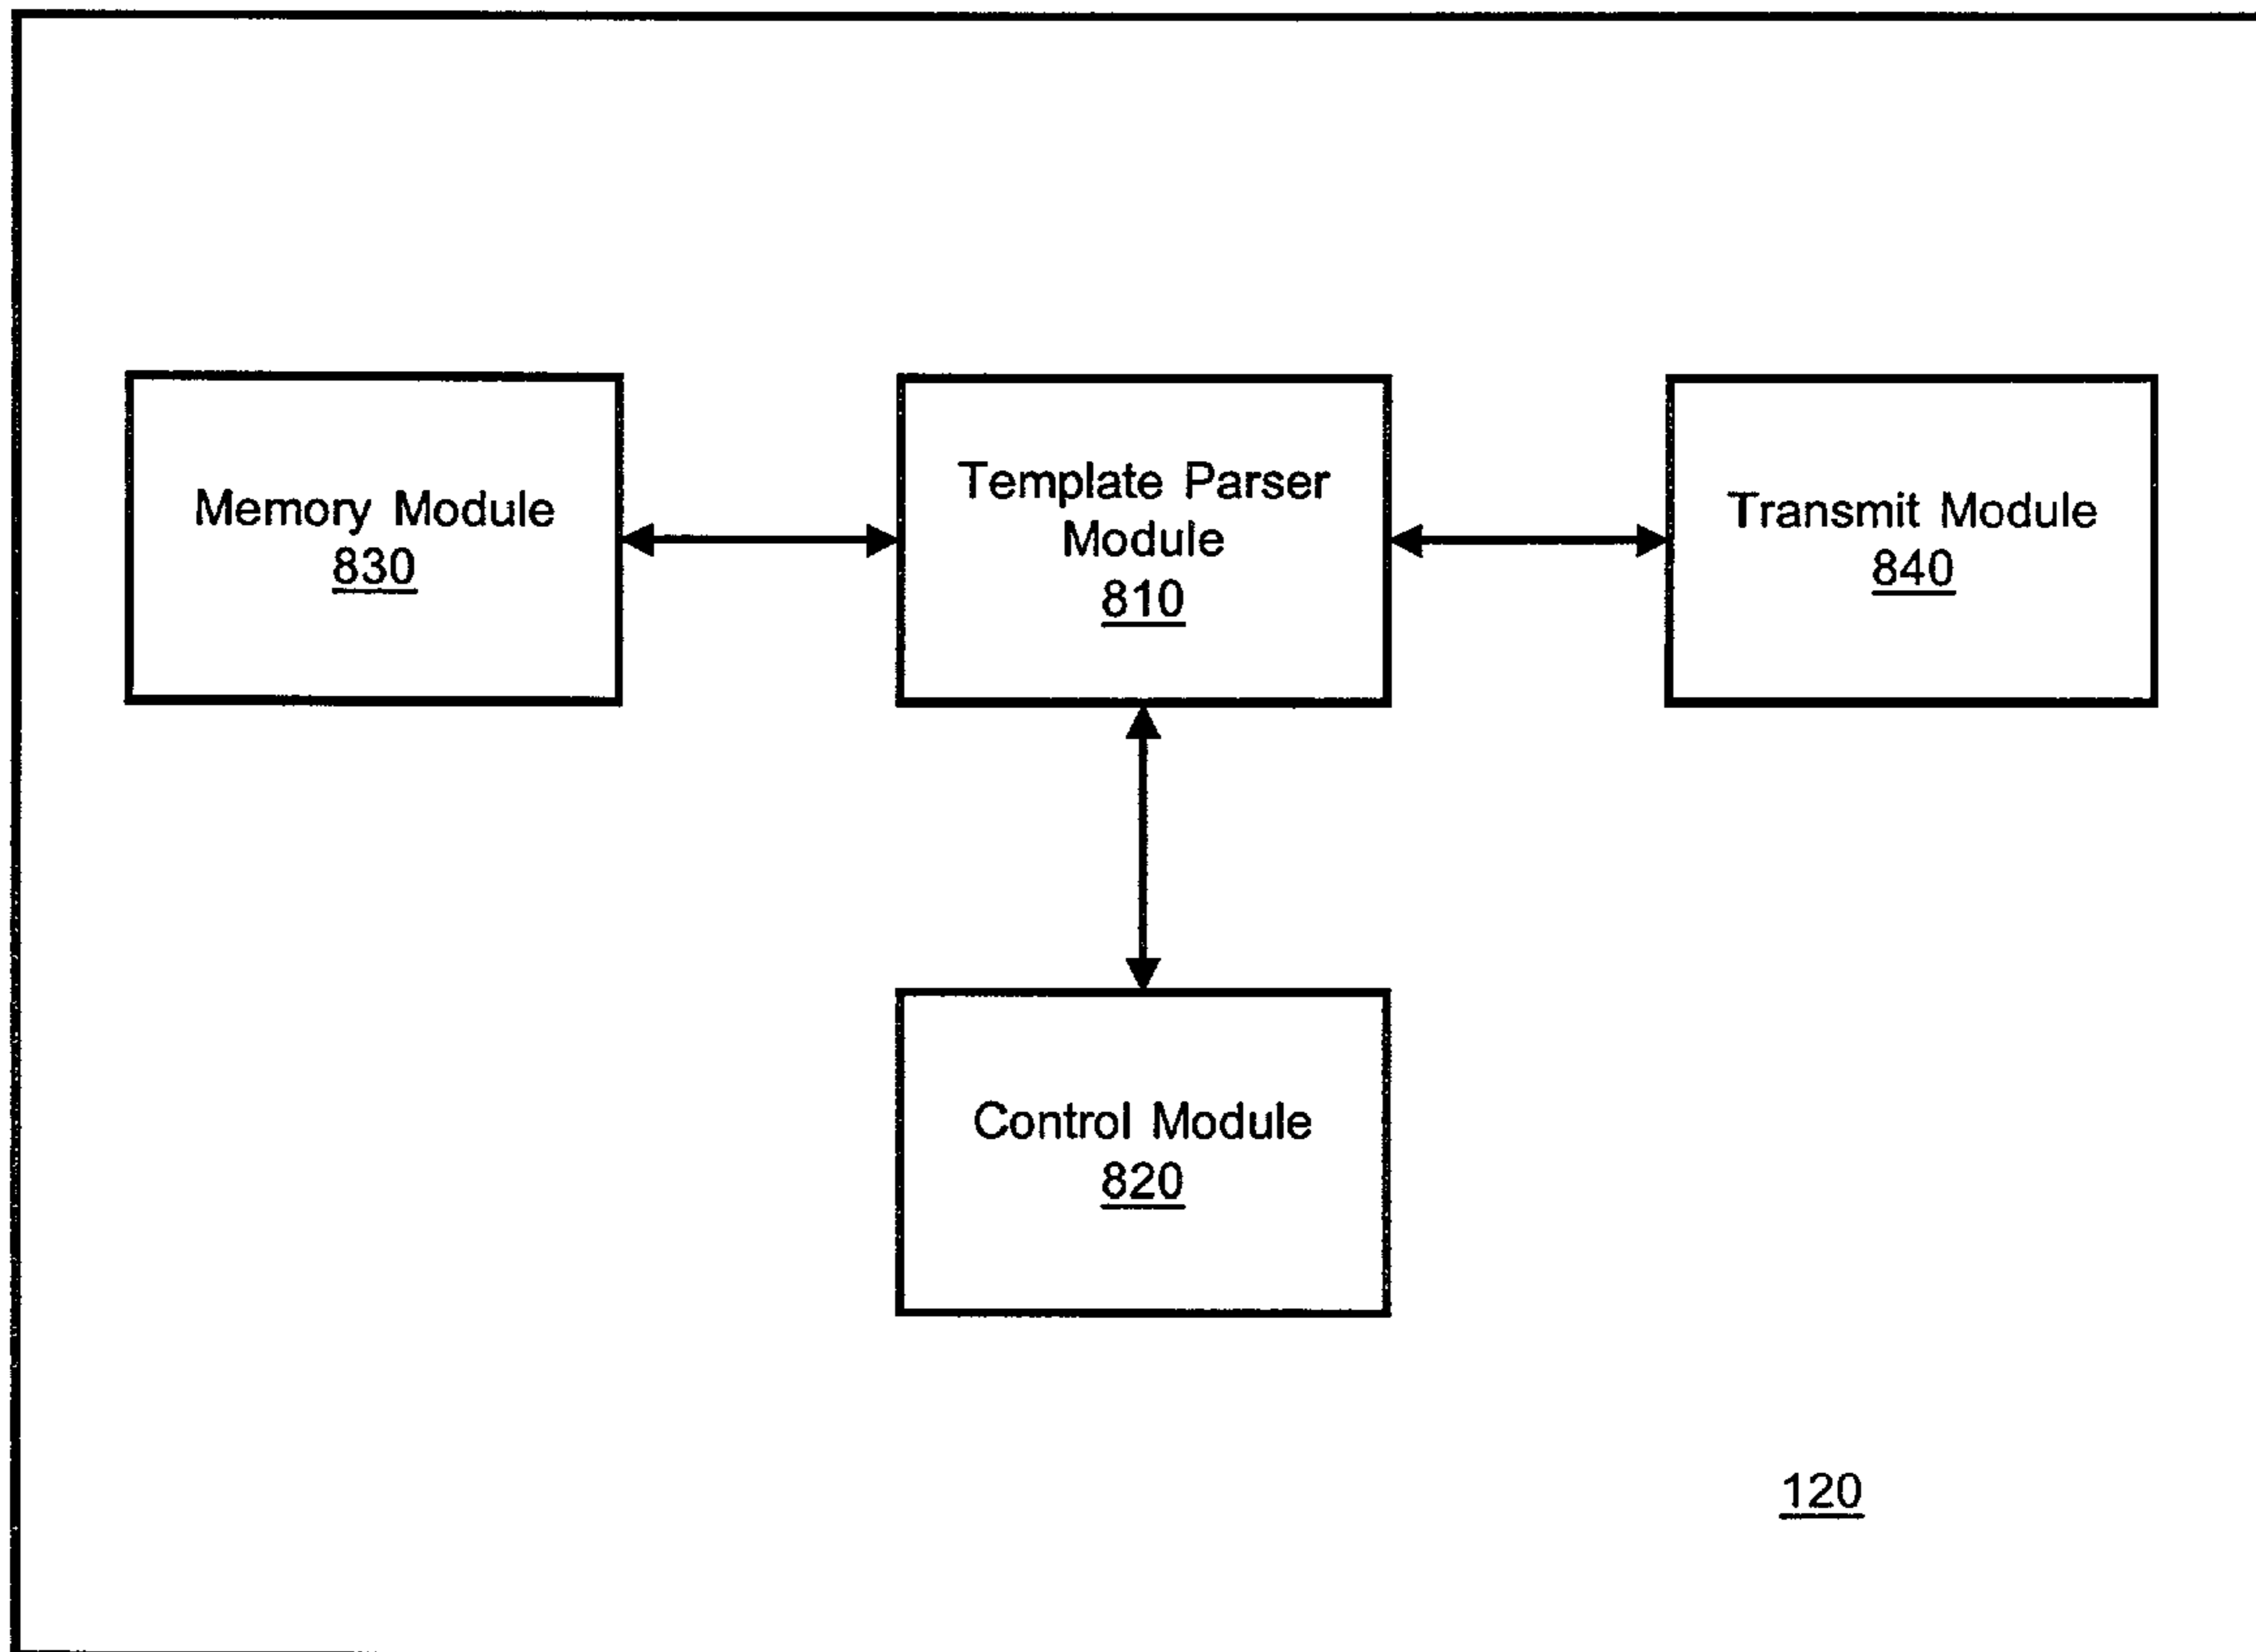 Memory Module
830
Template Parser
Module
810
Transmit Module
840
Control Module
820
120